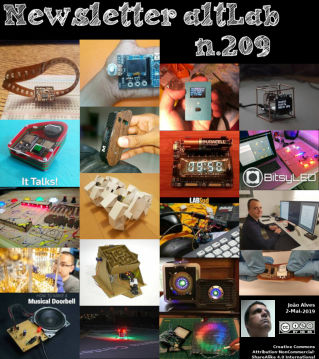 Newsletter altLab
n.209
DURACELL
It Talks!
BitsyLED
Musical Doorbell
João Alves
2-Mai-2019
Creative Commons
Attribution-NonCommercial-
ShareAlike 4.0 International